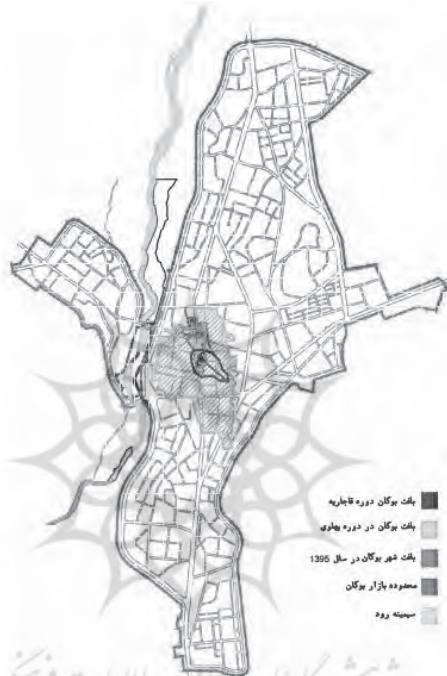 بافت بوکان دوره قاجاریه
بافت بوکان در دوره پهلوی
بافت شهر بوکان در سال 1395
محدوده بازار بوکان
سیمینه رود